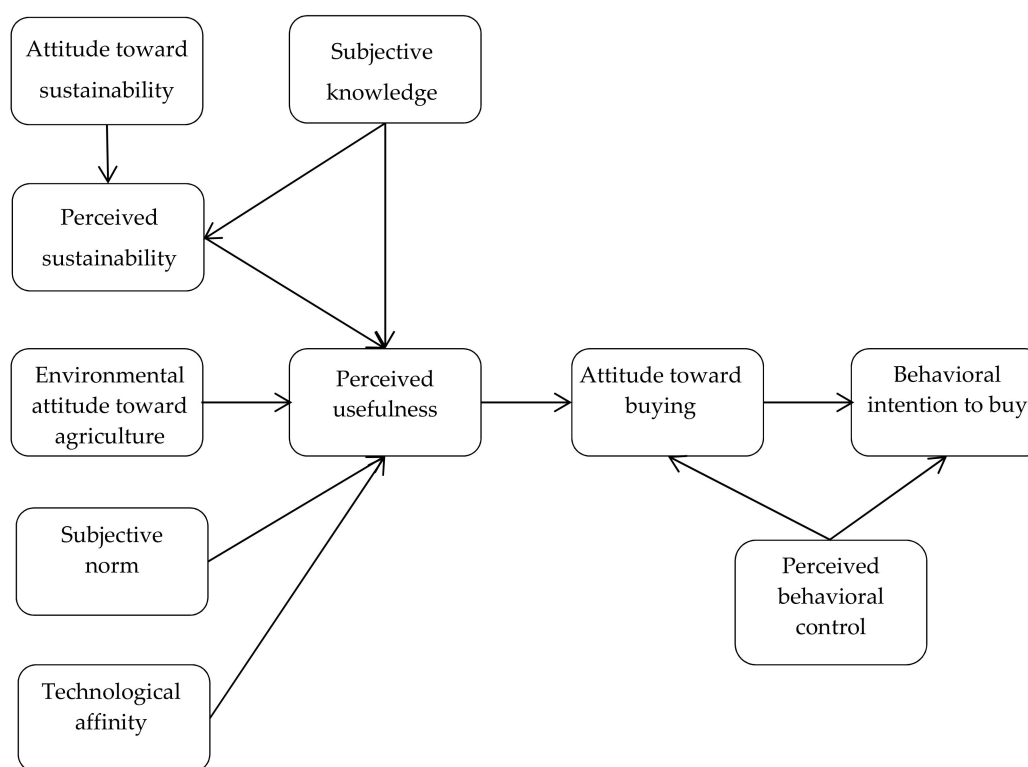 Attitude toward
sustainability
Subjective
knowledge
Perceived
sustainability
Environmental
attitude toward
agriculture
Perceived
usefulness
Attitude toward
buying
Behavioral
intention to buy
Subjective
norm
Perceived
behavioral
control
Technological
affinity